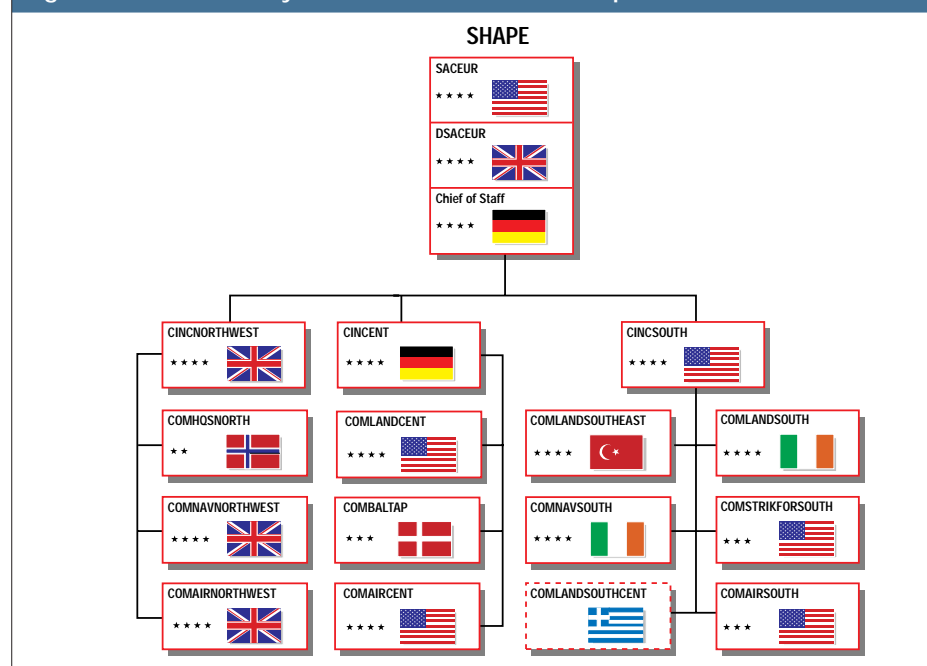 SHAPE
SACEUR
★ ★ ★ ★
DSACEUR
★ ★ ★ ★
Chief of Staff
★ ★ ★ ★
CINCNORTHWEST
★ ★ ★ ★
CINCENT
★ ★ ★ ★
CINCSOUTH
★ ★ ★ ★
COMHQSNORTH
★ ★
COMLANDCENT
★ ★ ★ ★
COMLANDSOUTHEAST
★ ★ ★ ★
COMLANDSOUTH
★ ★ ★ ★
COMNAVNORTHWEST
★ ★ ★ ★
COMBALTAP
★ ★ ★
COMNAVSOUTH
★ ★ ★ ★
COMSTRIKFORSOUTH
★ ★ ★
COMAIRNORTHWEST
★ ★ ★ ★
COMAIRCENT
★ ★ ★ ★
COMLANDSOUTHCENT
COMAIRSOUTH
★ ★ ★